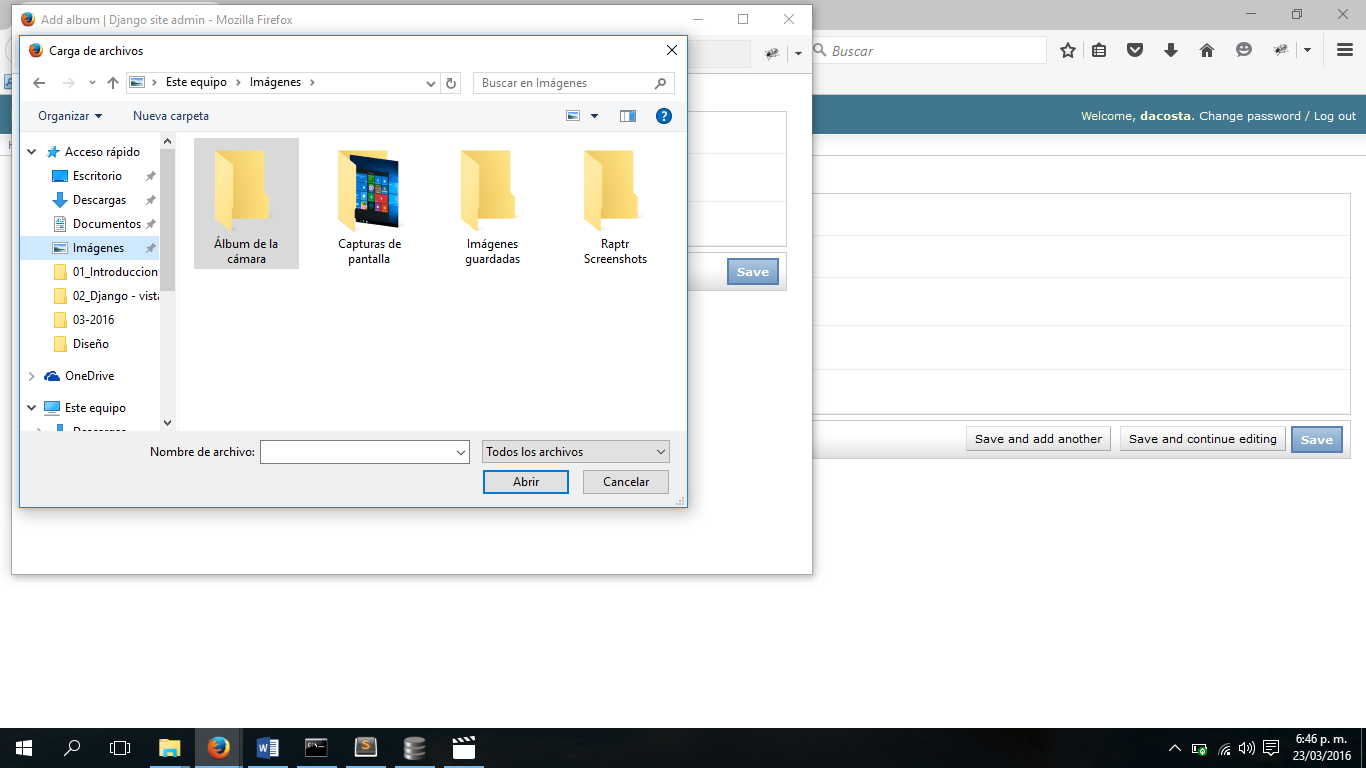 Add album | Django site admin - Mozilla Firefox
Carga de archivos
Este equipo
Imágenes
Buscar en Imágenes
Buscar
Organizar
Nueva carpeta
?
Welcome, dacosta. Change password / Log out
Acceso rápido
Escritorio
Descargas
Documentos
Imágenes
01_Introduccion
02_Django - vista
03-2016
Diseño
OneDrive
Este equipo
Descargas
Álbum de la
cámara
Capturas de
pantalla
Imágenes
guardadas
Raptr
Screenshots
Save
Nombre de archivo:
Todos los archivos
Abrir
Cancelar
Save and add another
Save and continue editing
Save
6:46 p. m.
23/03/2016